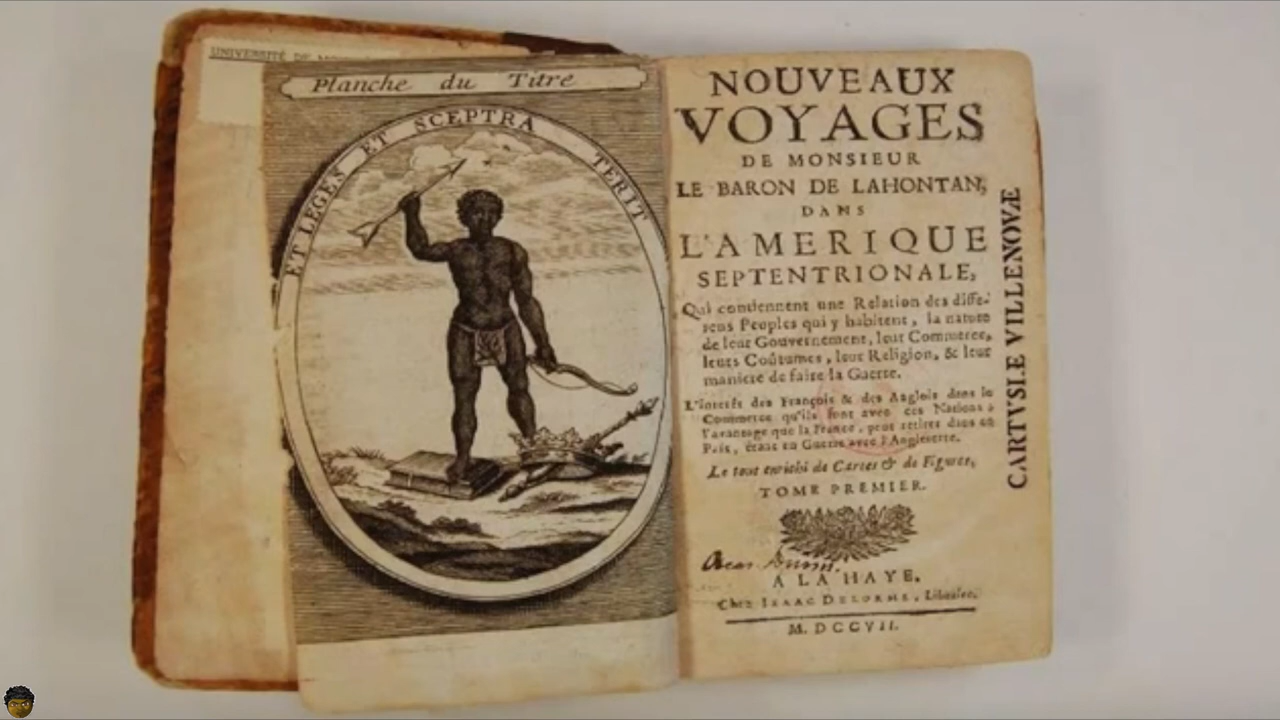 UNIVERSITÉ DE
Planche du Titre
ET LEGES ET SCEPTRA TERIT
NOUVEAUX
VOYAGES
DE MONSIEUR
LE BARON DE LAHONTAN,
DANS
L'AMERIQUE
SEPTENTRIONALE,
Qui contiennent une Relation des diffe-
rens Peuples qui y habitent, la nature
de leur Gouvernement, leur Commerce,
leurs Coûtumes, leur Religion, & leur
maniere de faire la Guerre.
L'interêt des François & des Anglois dans le
Commerce qu'ils font avec ces Nations;
l'avantage que la France, peut retirer dans ce
Païs, étant en Guerre avec l'Angleterre.
Le tout enrichi de Cartes & de Figures,
TOME PREMIER.
A LA HAYE,
Chez ISAAC DELORME, Libraire.
M. DCCVII.
CARTVSIÆ VILLENOVÆ